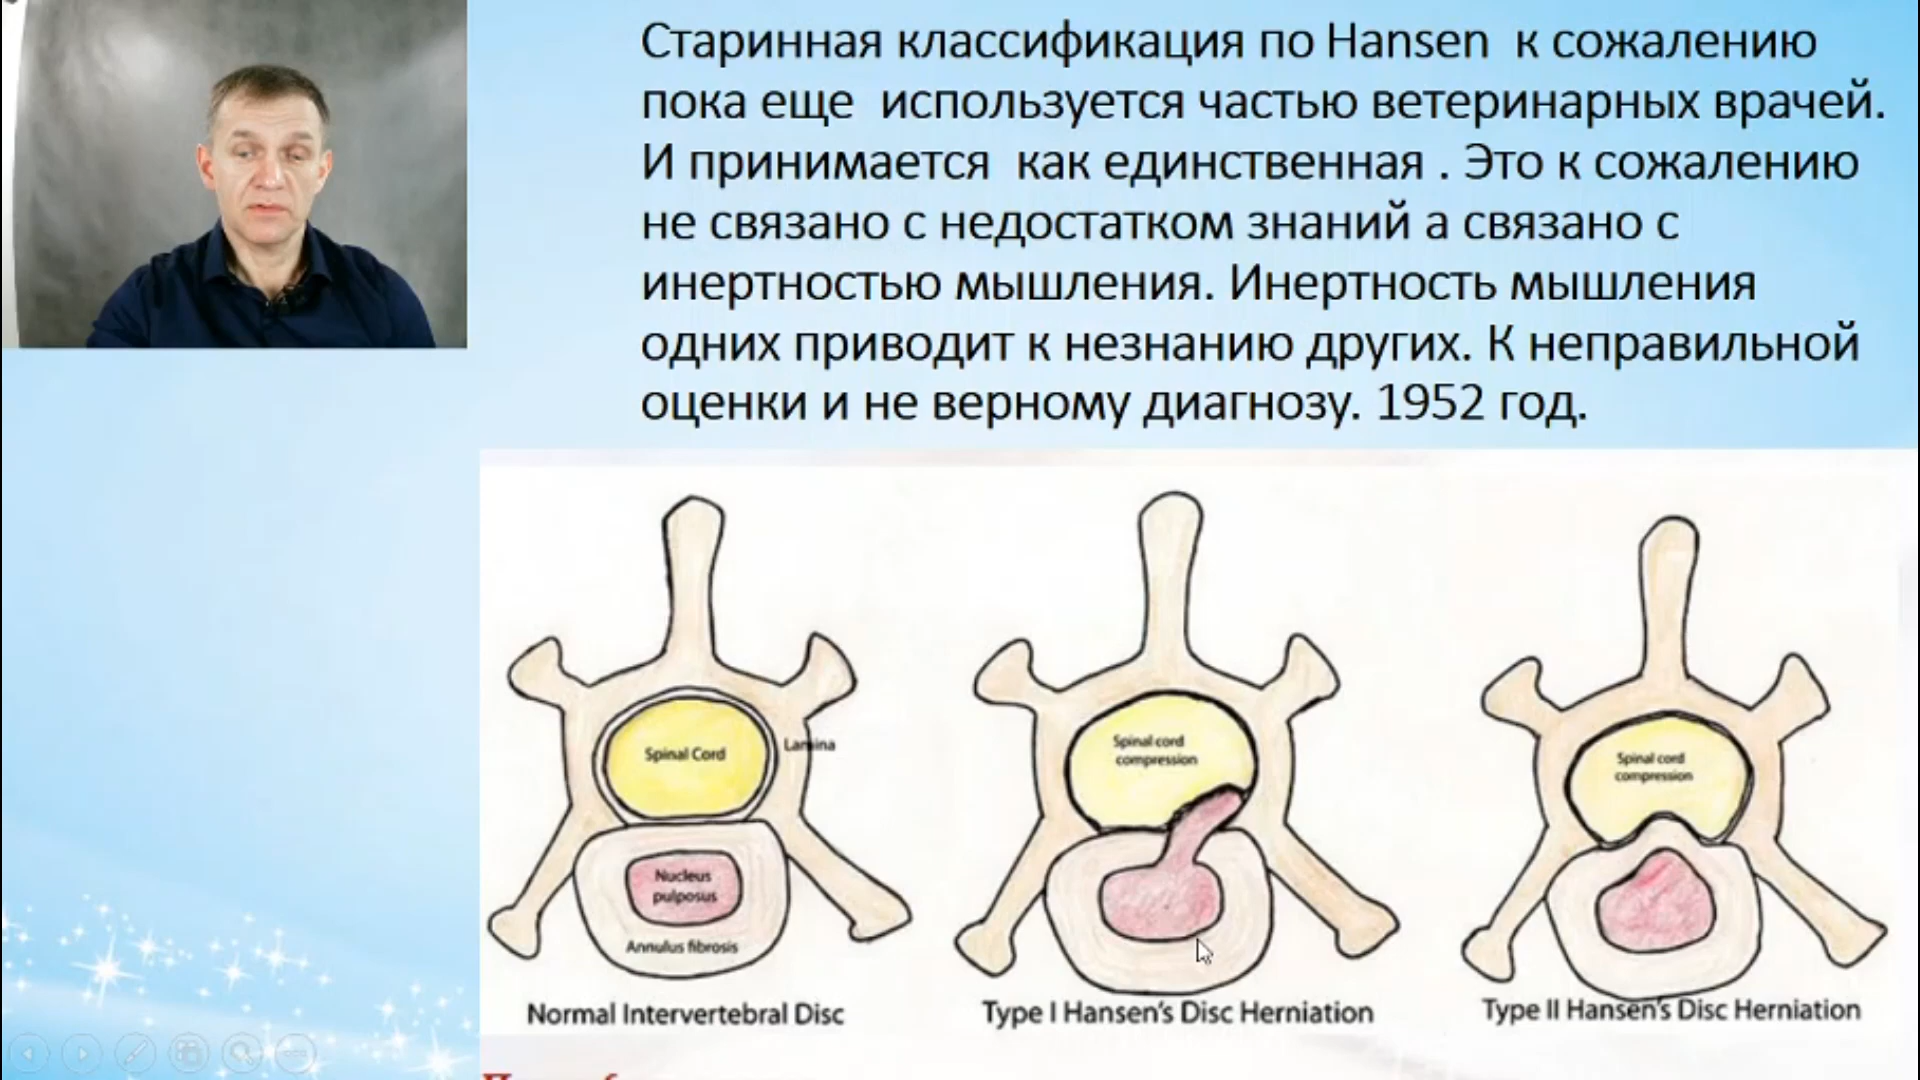 Старинная классификация по Hansen к сожалению
пока еще используется частью ветеринарных врачей.
И принимается как единственная . Это к сожалению
не связано с недостатком знаний а связано с
инертностью мышления. Инертность мышления
одних приводит к незнанию других. К неправильной
оценки и не верному диагнозу. 1952 год.
Spinal Cord
Lamina
Nucleus
pulposus
Annulus fibrosis
Normal Intervertebral Disc
Spinal cord
compression
Type I Hansen's Disc Herniation
Spinal cord
compression
Type II Hansen's Disc Herniation